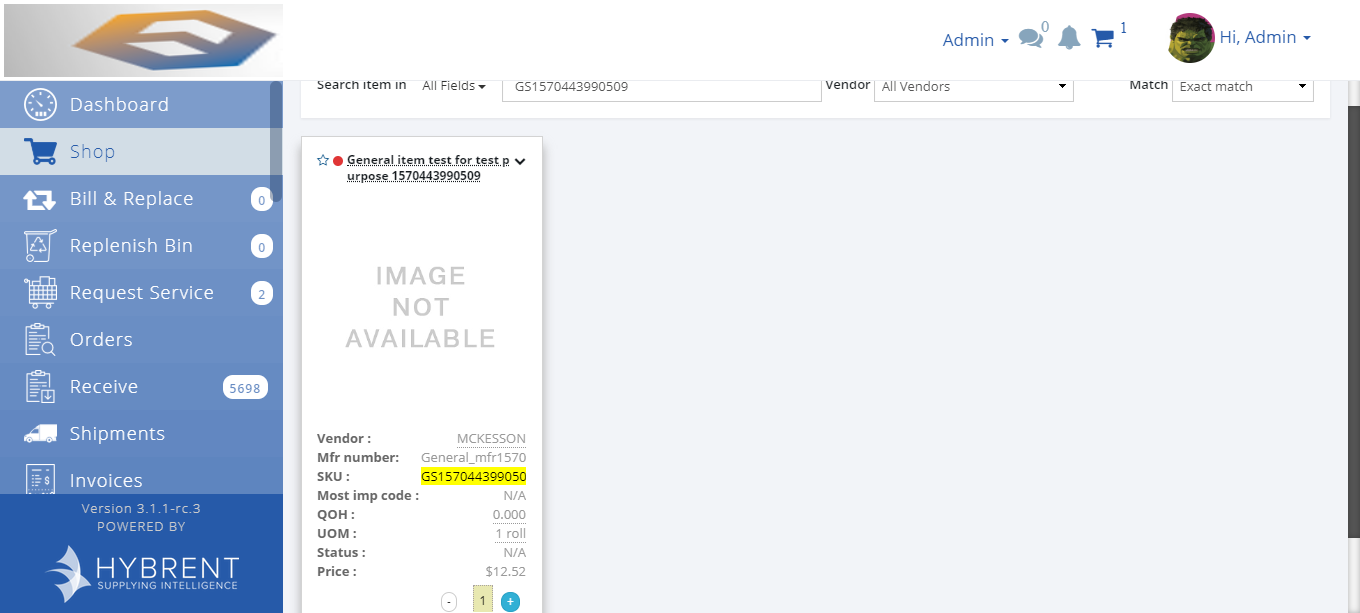 Admin
0
1
Hi, Admin
Dashboard
Shop
Bill & Replace 0
Replenish Bin 0
Request Service 2
Orders
Receive 5698
Shipments
Invoices
Version 3.1.1-rc.3
POWERED BY
HYBRENT
SUPPLYING INTELLIGENCE
Search item in All Fields GS1570443990509 Vendor All Vendors Match Exact match
General item test for test p
urpose 1570443990509
IMAGE
NOT
AVAILABLE
Vendor : MCKESSON
Mfr number: General_mfr1570
SKU : GS157044399050
Most imp code : N/A
QOH : 0.000
UOM : 1 roll
Status : N/A
Price : $12.52
- 1 +